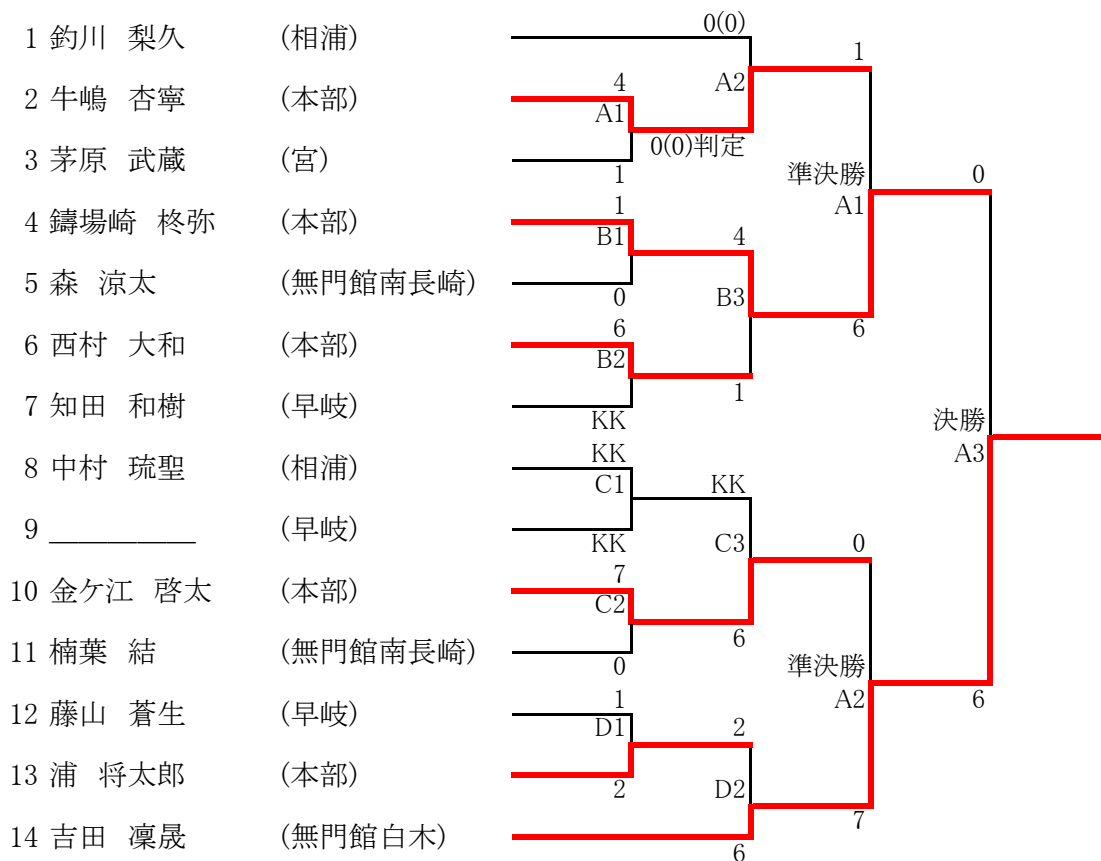 0(0)
1 釣川 梨久 (相浦)
1
4
A2
2 牛嶋 杏寧 (本部)
A1
0(0)判定
3 茅原 武蔵 (宮)
1
準決勝
0
1
A1
4 鑄場崎 柊弥 (本部)
B1
4
5 森 涼太 (無門館南長崎)
0
B3
6
6
6 西村 大和 (本部)
B2
1
7 知田 和樹 (早岐)
KK
決勝
KK
A3
8 中村 琉聖 (相浦)
C1
KK
9 __________ (早岐)
KK
C3
0
7
10 金ケ江 啓太 (本部)
C2
6
11 楠葉 結 (無門館南長崎)
0
準決勝
1
A2
6
12 藤山 蒼生 (早岐)
D1
2
13 浦 将太郎 (本部)
2
D2
7
14 吉田 凜晟 (無門館白木)
6